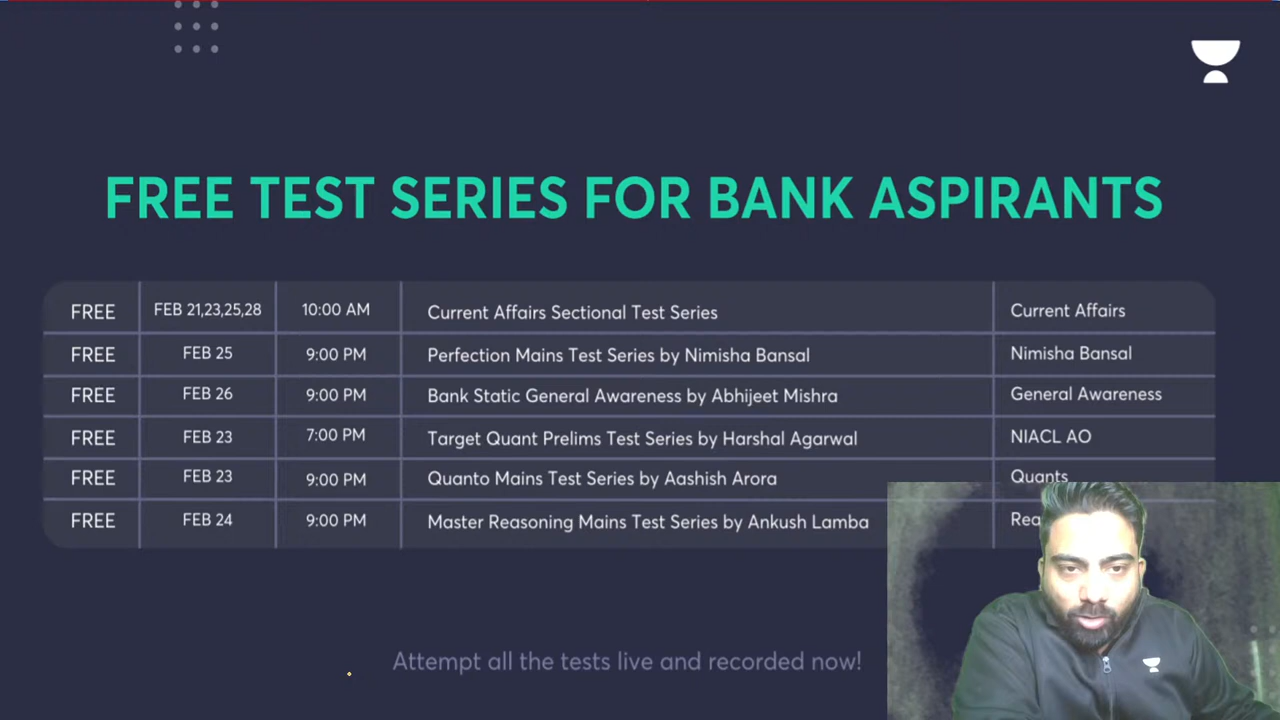 FREE TEST SERIES FOR BANK ASPIRANTS
FREE FEB 21,23,25,28 10:00 AM Current Affairs Sectional Test Series Current Affairs
FREE FEB 25 9:00 PM Perfection Mains Test Series by Nimisha Bansal Nimisha Bansal
FREE FEB 26 9:00 PM Bank Static General Awareness by Abhijeet Mishra General Awareness
FREE FEB 23 7:00 PM Target Quant Prelims Test Series by Harshal Agarwal NIACL AO
FREE FEB 23 9:00 PM Quanto Mains Test Series by Aashish Arora Quants
FREE FEB 24 9:00 PM Master Reasoning Mains Test Series by Ankush Lamba
Attempt all the tests live and recorded now!